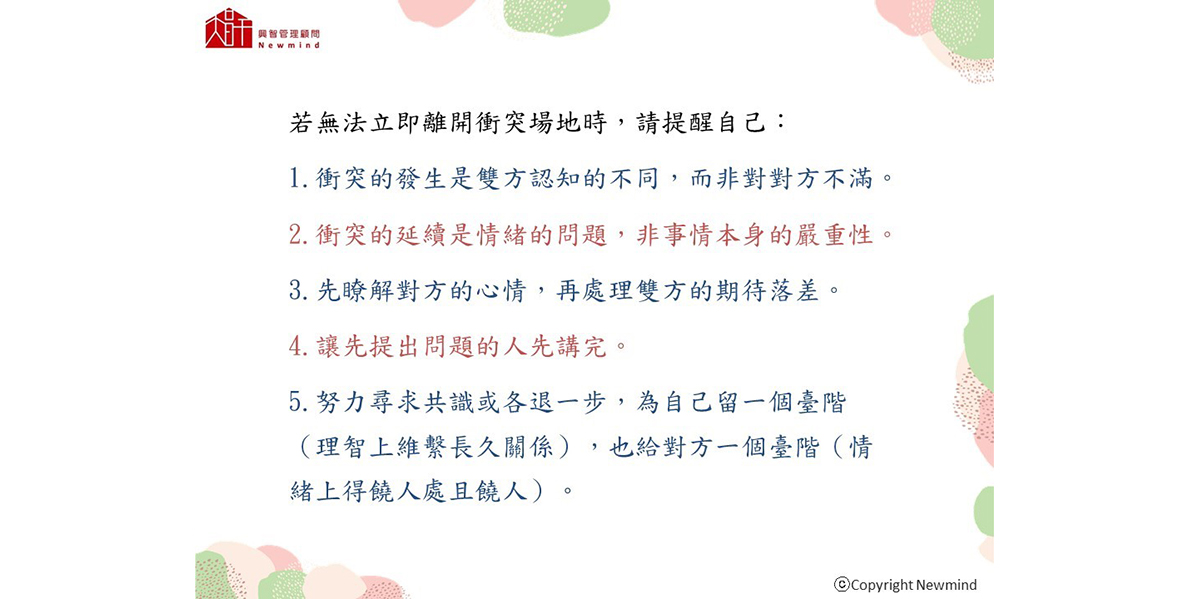 興智管理顧問
Newmind
若無法立即離開衝突場地時，請提醒自己：
1.衝突的發生是雙方認知的不同，而非對對方不滿。
2.衝突的延續是情緒的問題，非事情本身的嚴重性。
3.先瞭解對方的心情，再處理雙方的期待落差。
4.讓先提出問題的人先講完。
5.努力尋求共識或各退一步，為自己留一個臺階
（理智上維繫長久關係），也給對方一個臺階（情
緒上得饒人處且饒人）。
©Copyright Newmind